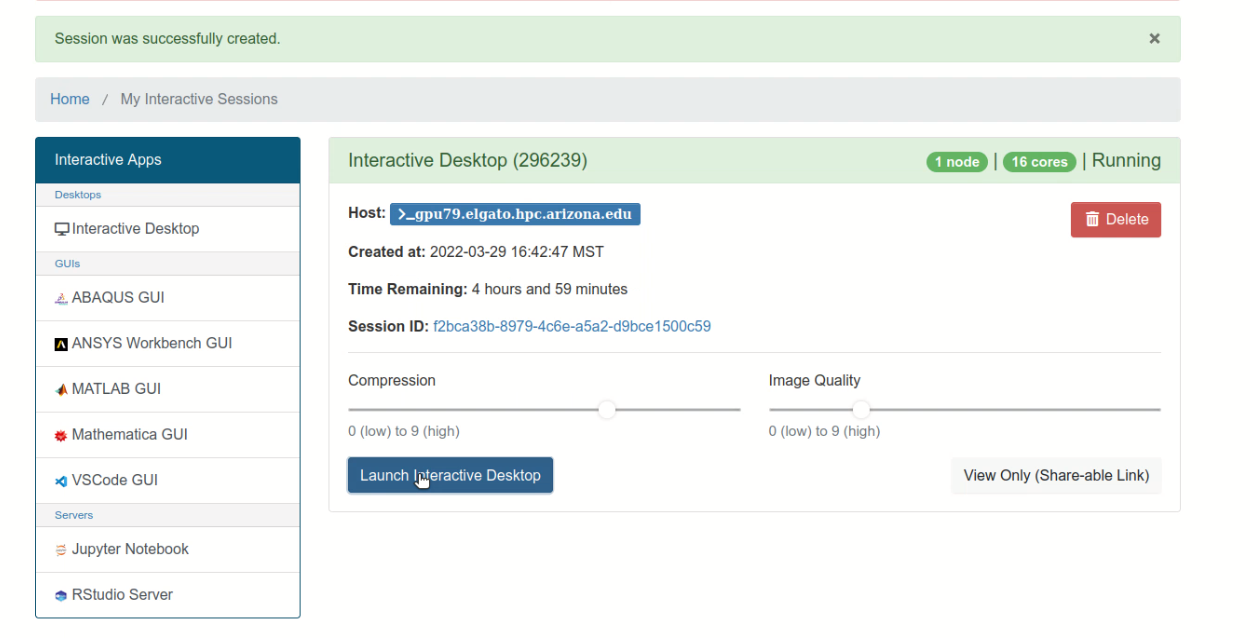 Session was successfully created. ×
Home / My Interactive Sessions
Interactive Apps
Desktops
Interactive Desktop
GUIs
ABAQUS GUI
ANSYS Workbench GUI
MATLAB GUI
Mathematica GUI
VSCode GUI
Servers
Jupyter Notebook
RStudio Server
Interactive Desktop (296239) 1 node | 16 cores | Running
Host: >_gpu79.elgato.hpc.arizona.edu
Delete
Created at: 2022-03-29 16:42:47 MST
Time Remaining: 4 hours and 59 minutes
Session ID: f2bca38b-8979-4c6e-a5a2-d9bce1500c59
Compression
0 (low) to 9 (high)
Image Quality
0 (low) to 9 (high)
Launch Interactive Desktop
View Only (Share-able Link)